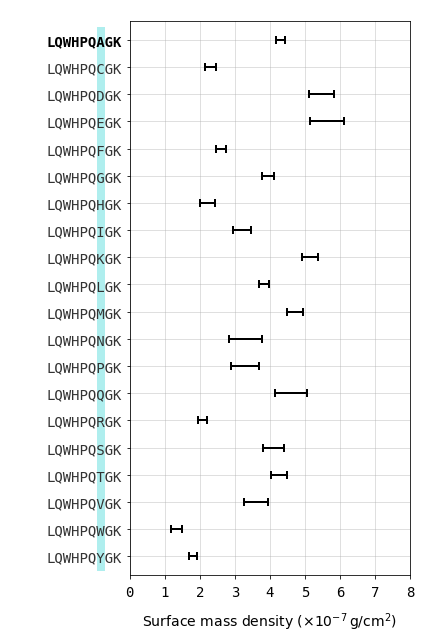 LQWHPQAGK
LQWHPQCGK
LQWHPQDGK
LQWHPQEGK
LQWHPQFGK
LQWHPQGGK
LQWHPQHGK
LQWHPQIGK
LQWHPQKGK
LQWHPQLGK
LQWHPQMGK
LQWHPQNGK
LQWHPQPGK
LQWHPQQGK
LQWHPQRGK
LQWHPQSGK
LQWHPQTGK
LQWHPQVGK
LQWHPQWGK
LQWHPQYGK
0 1 2 3 4 5 6 7 8
Surface mass density (×10⁻⁷ g/cm²)